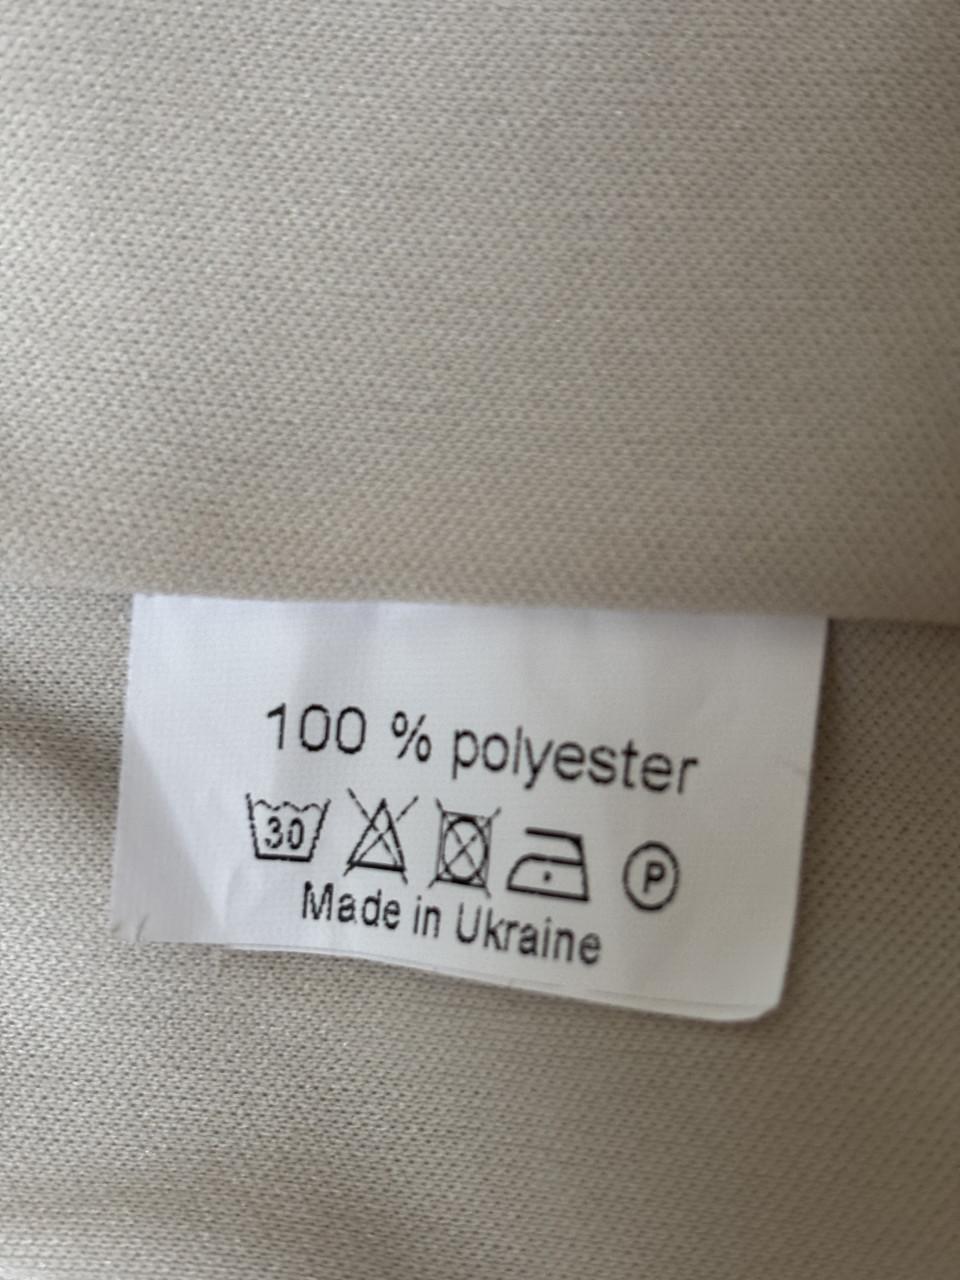 100 % polyester
30 P
Made in Ukraine